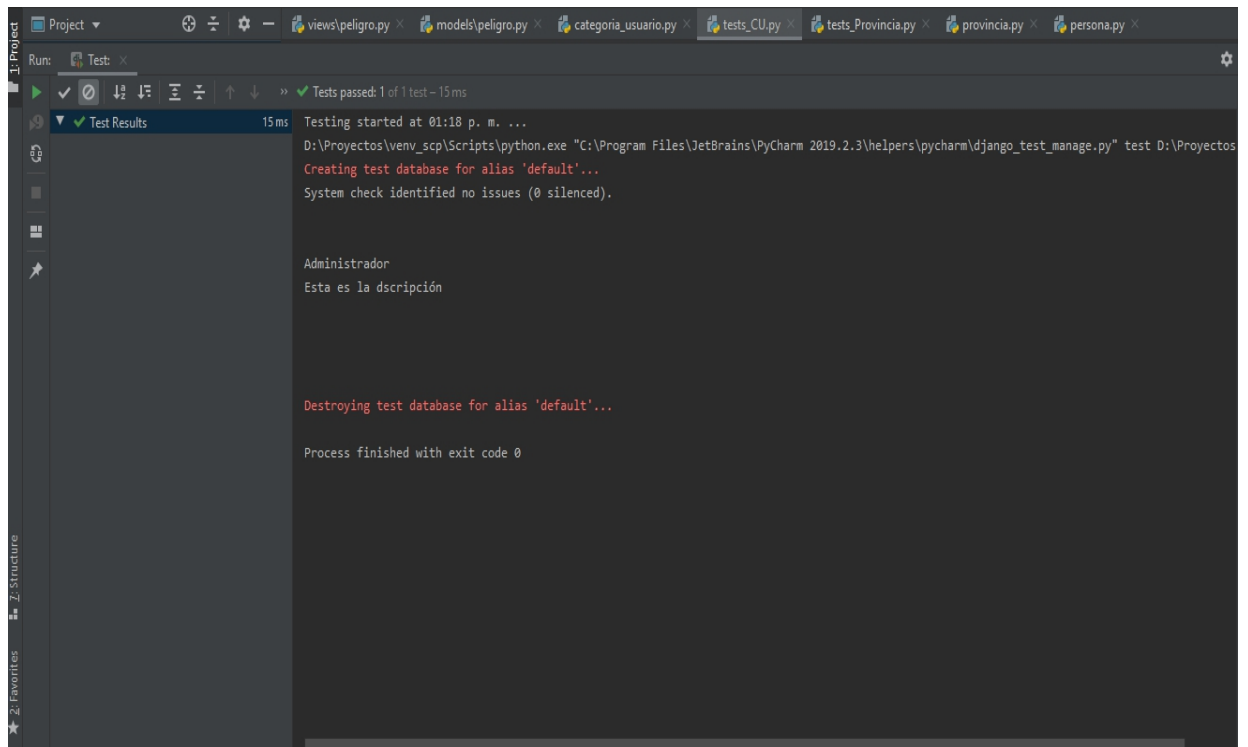 Project
views\peligro.py
models\peligro.py
categoria_usuario.py
tests_CU.py
tests_Provincia.py
provincia.py
persona.py
1: Project
Run: Test:
Tests passed: 1 of 1 test – 15 ms
Test Results 15 ms
Testing started at 01:18 p. m. ...
D:\Proyectos\venv_scp\Scripts\python.exe "C:\Program Files\JetBrains\PyCharm 2019.2.3\helpers\pycharm\django_test_manage.py" test D:\Proyectos
Creating test database for alias 'default'...
System check identified no issues (0 silenced).
Administrador
Esta es la dscripción
Destroying test database for alias 'default'...
Process finished with exit code 0
Z: Structure
2: Favorites